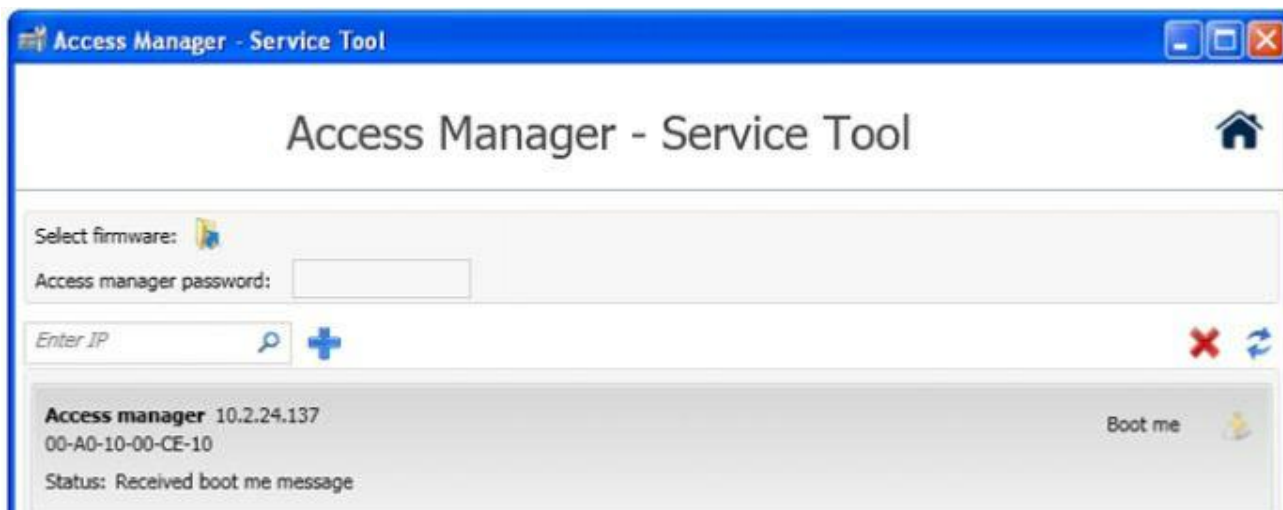 Access Manager - Service Tool
Access Manager - Service Tool
Select firmware:
Access manager password:
Enter IP
Access manager 10.2.24.137
Boot me
00-A0-10-00-CE-10
Status: Received boot me message